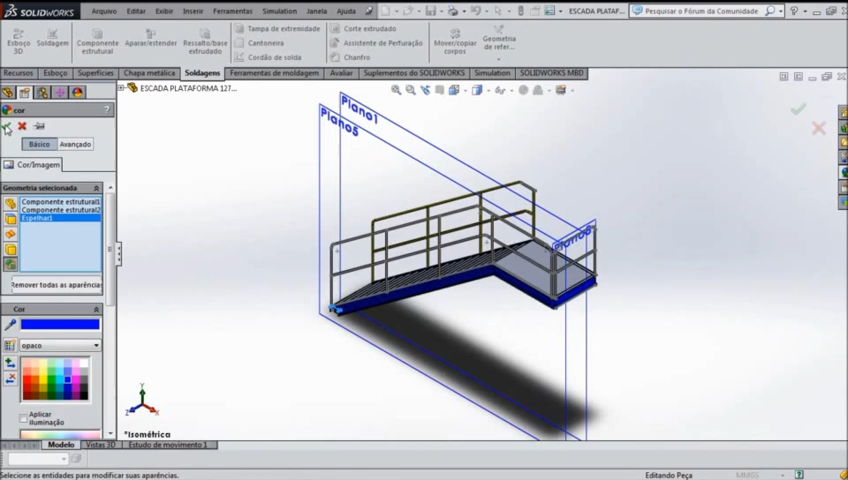 SOLIDWORKS
Arquivo Editar Exibir Inserir Ferramentas Simulation Janela Ajuda
ESCADA PLATAFORMA 127...
Pesquisar o Fórum da Comunidade
Esboço 3D
Soldagem
Componente estrutural
Aparar/estender
Ressalto/base extrudado
Tampa de extremidade
Cantoneira
Cordão de solda
Corte extrudado
Assistente de Perfuração
Chanfro
Mover/copiar corpos
Geometria de refer...
Recursos Esboço Superfícies Chapa metálica Soldagens Ferramentas de moldagem Avaliar Suplementos do SOLIDWORKS Simulation SOLIDWORKS MBD
ESCADA PLATAFORMA 127...
cor
?
Básico Avançado
Cor/Imagem
Geometria selecionada
Componente estrutural1
Componente estrutural2
Espelhar1
Remover todas as aparências
Cor
opaco
Aplicar iluminação
Plano1
Plano5
Plano6
Y
Z
X
*Isométrica
Modelo Vistas 3D Estudo de movimento 1
Selecione as entidades para modificar suas aparências.
Editando Peça
MMGS